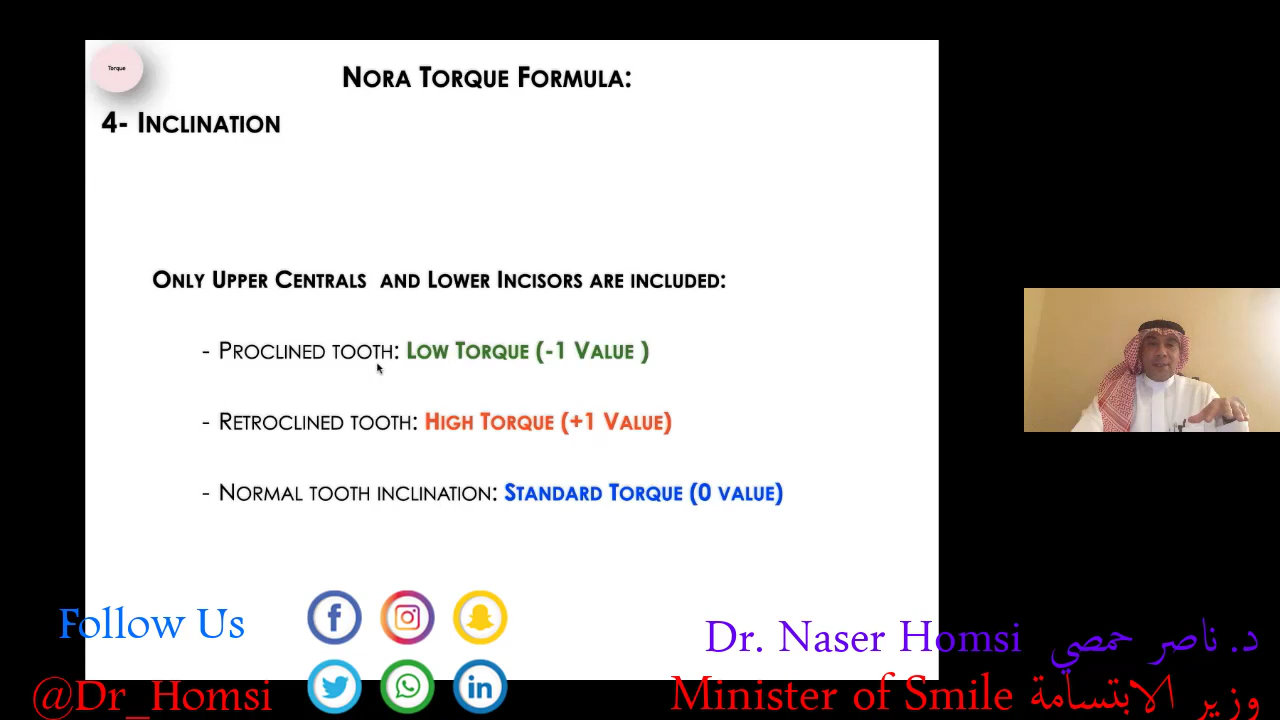 Torque
NORA TORQUE FORMULA:
4- INCLINATION
ONLY UPPER CENTRALS AND LOWER INCISORS ARE INCLUDED:
- PROCLINED TOOTH: LOW TORQUE (-1 VALUE )
- RETROCLINED TOOTH: HIGH TORQUE (+1 VALUE)
- NORMAL TOOTH INCLINATION: STANDARD TORQUE (0 VALUE)
Follow Us
@Dr_Homsi
Dr. Naser Homsi د. ناصر حمصي
Minister of Smile وزير الابتسامة